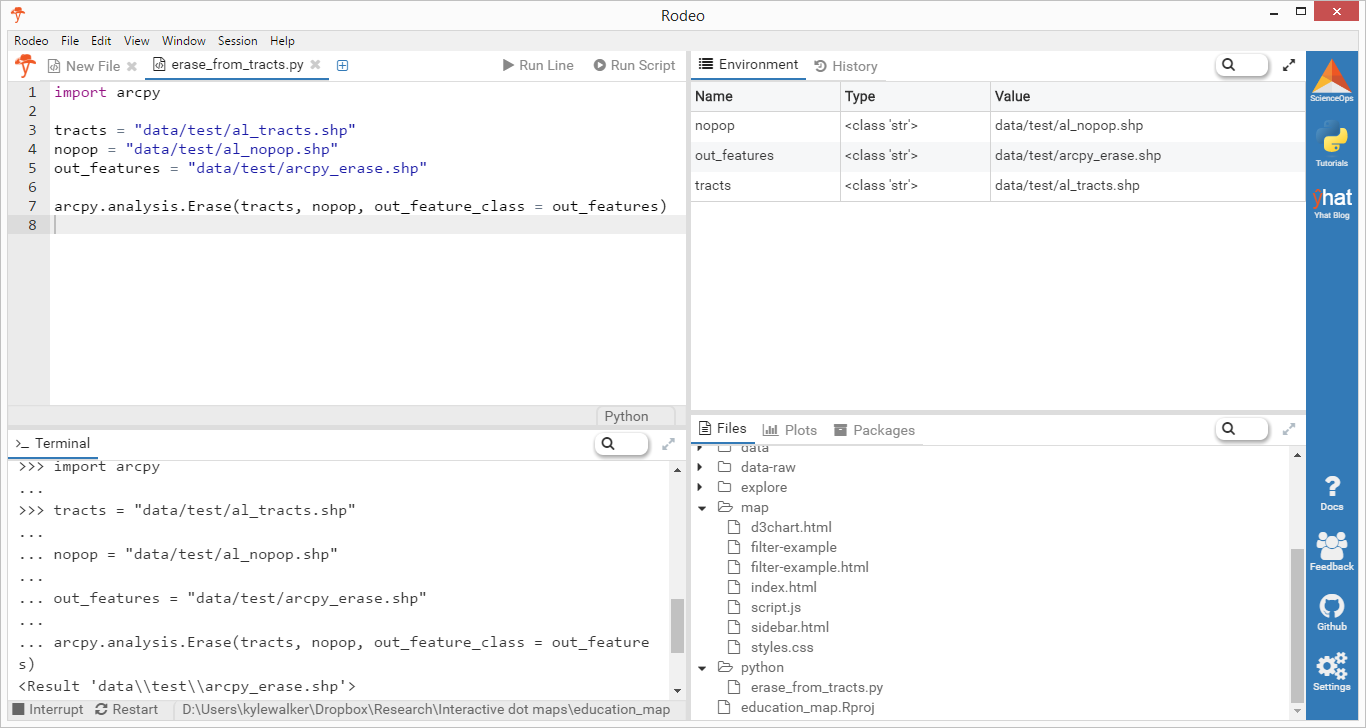 Rodeo
Rodeo File Edit View Window Session Help
New File erase_from_tracts.py Run Line Run Script
1 import arpy
2
3 tracts = "data/test/al_tracts.shp"
4 nopop = "data/test/al_nopop.shp"
5 out_features = "data/test/arcpy_erase.shp"
6
7 arcpy.analysis.Erase(tracts, nopop, out_feature_class = out_features)
8
Python
Environment History
Name Type Value
nopop <class 'str'> data/test/al_nopop.shp
out_features <class 'str'> data/test/arcpy_erase.shp
tracts <class 'str'> data/test/al_tracts.shp
ScienceOps
Tutorials
ŷhat
Yhat Blog
>_ Terminal
>>> import arcpy
...
>>> tracts = "data/test/al_tracts.shp"
...
... nopop = "data/test/al_nopop.shp"
...
... out_features = "data/test/arcpy_erase.shp"
...
... arcpy.analysis.Erase(tracts, nopop, out_feature_class = out_feature
s)
<Result 'data\\test\\arcpy_erase.shp'>
Interrupt Restart D:\Users\kylewalker\Dropbox\Research\Interactive dot maps\education_map
Files Plots Packages
data
data-raw
explore
map
d3chart.html
filter-example
filter-example.html
index.html
script.js
sidebar.html
styles.css
python
erase_from_tracts.py
education_map.Rproj
?
Docs
Feedback
Github
Settings